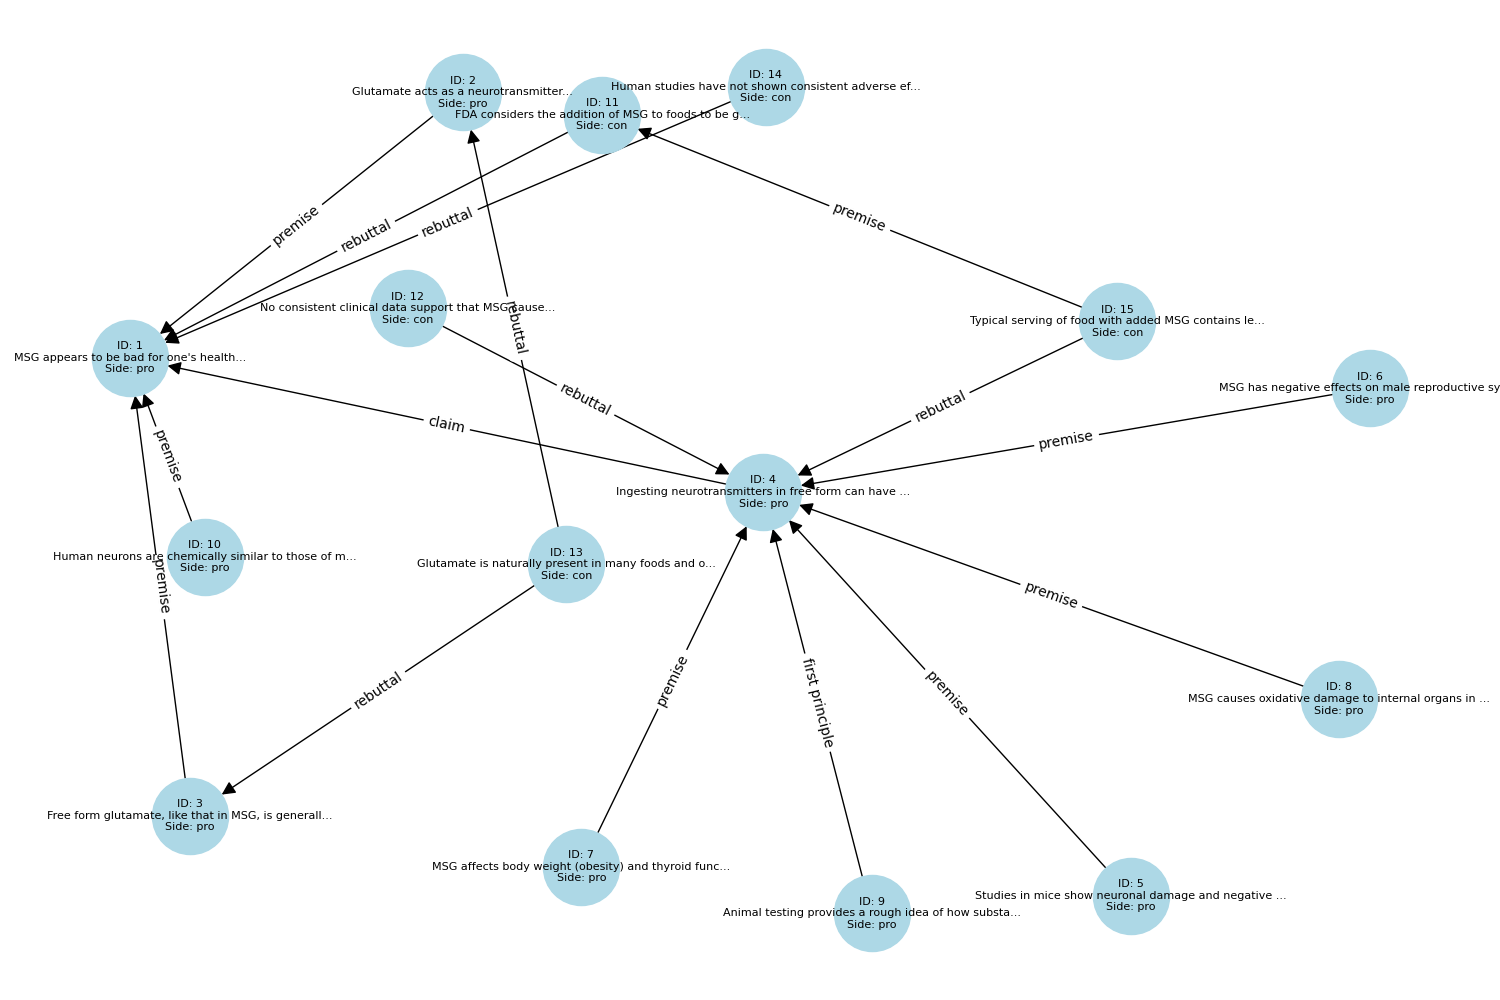 ID: 2
Glutamate acts as a neurotransmitter...
Side: pro
ID: 14
Human studies have not shown consistent adverse ef...
Side: con
ID: 11
FDA considers the addition of MSG to foods to be g...
Side: con
premise
rebuttal
rebuttal
premise
ID: 12
No consistent clinical data support that MSG cause...
Side: con
rebuttal
ID: 15
Typical serving of food with added MSG contains le...
Side: con
ID: 1
MSG appears to be bad for one's health...
Side: pro
ID: 6
MSG has negative effects on male reproductive sy
Side: pro
claim
rebuttal
rebuttal
premise
premise
ID: 4
Ingesting neurotransmitters in free form can have ...
Side: pro
ID: 10
Human neurons are chemically similar to those of m...
Side: pro
ID: 13
Glutamate is naturally present in many foods and o...
Side: con
premise
premise
rebuttal
premise
first principle
premise
ID: 8
MSG causes oxidative damage to internal organs in ...
Side: pro
ID: 3
Free form glutamate, like that in MSG, is generall...
Side: pro
ID: 7
MSG affects body weight (obesity) and thyroid func...
Side: pro
ID: 9
Animal testing provides a rough idea of how substa...
Side: pro
ID: 5
Studies in mice show neuronal damage and negative ...
Side: pro